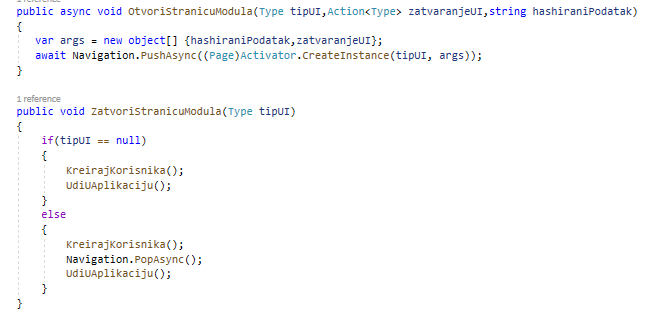 public async void OtvoriStranicuModula(Type tipUI,Action<Type> zatvaranjeUI,string hashiraniPodatak)
{
var args = new object[] {hashiraniPodatak,zatvaranjeUI};
await Navigation.PushAsync((Page)Activator.CreateInstance(tipUI, args));
}
1 reference
public void ZatvoriStranicuModula(Type tipUI)
{
if(tipUI == null)
{
KreirajKorisnika();
UdiUAplikaciju();
}
else
{
KreirajKorisnika();
Navigation.PopAsync();
UdiUAplikaciju();
}
}